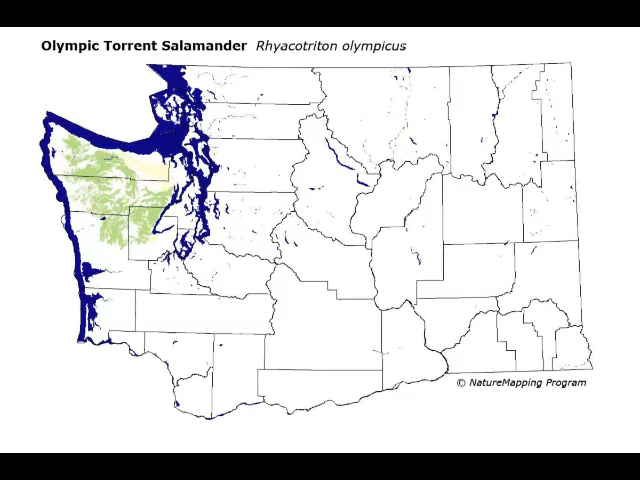 Olympic Torrent Salamander Rhyacotriton olympicus
© NatureMapping Program